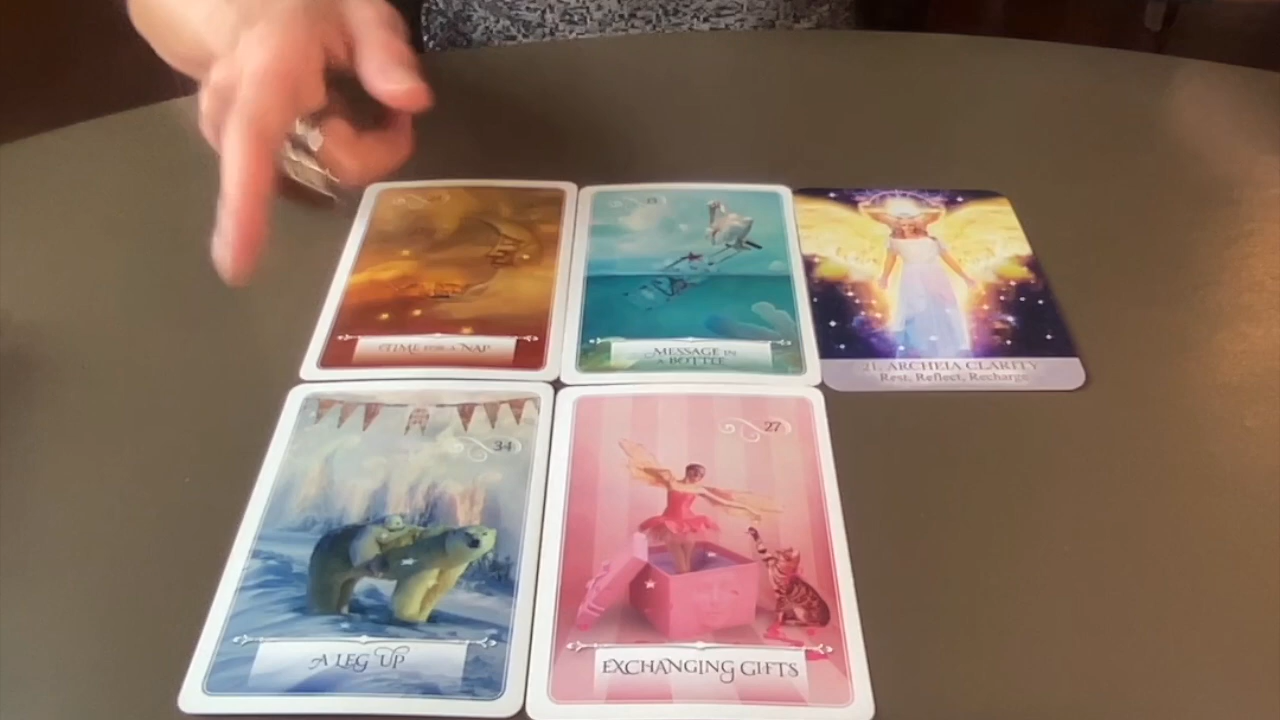 TIME FOR A NAP
MESSAGE IN
A BOTTLE
21. ARCHEIA CLARITY
Rest, Reflect, Recharge
34
A LEG UP
27
EXCHANGING GIFTS